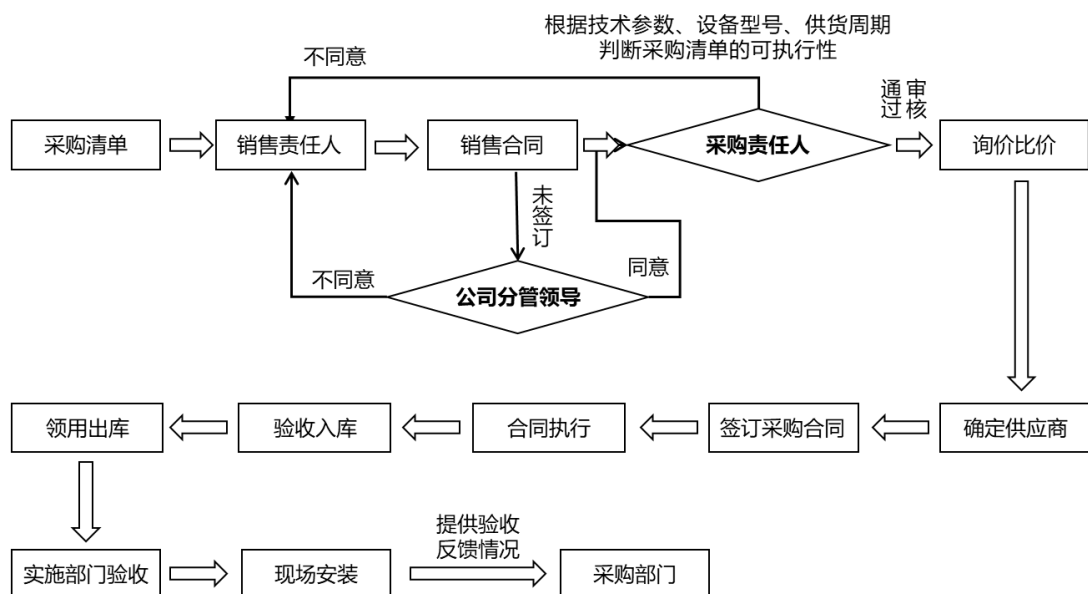 根据技术参数、设备型号、供货周期
判断采购清单的可执行性
不同意
采购清单
销售责任人
销售合同
采购责任人
审核
通过
询价比价
未签订
不同意
同意
公司分管领导
领用出库
验收入库
合同执行
签订采购合同
确定供应商
提供验收
反馈情况
实施部门验收
现场安装
采购部门